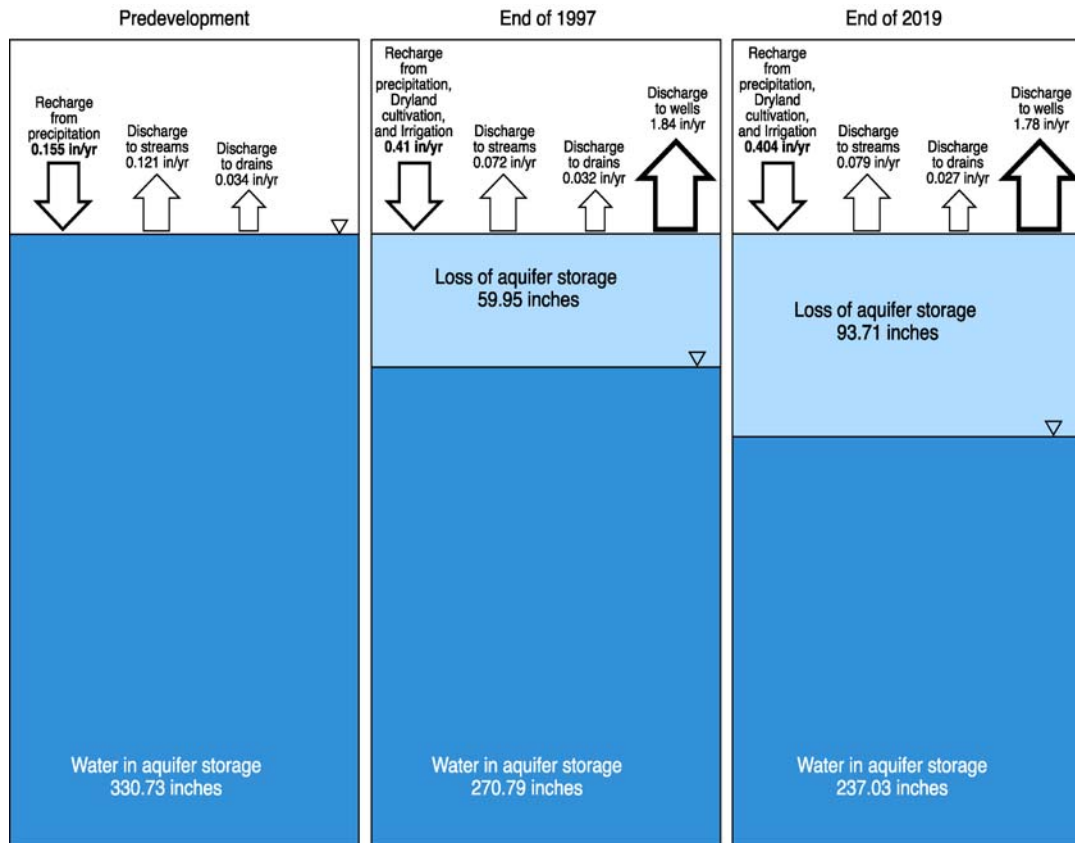 Predevelopment
Recharge
from
precipitation
0.155 in/yr
Discharge
to streams
0.121 in/yr
Discharge
to drains
0.034 in/yr
Water in aquifer storage
330.73 inches
End of 1997
Recharge
from
precipitation,
Dryland
cultivation,
and Irrigation
0.41 in/yr
Discharge
to streams
0.072 in/yr
Discharge
to drains
0.032 in/yr
Discharge
to wells
1.84 in/yr
Loss of aquifer storage
59.95 inches
Water in aquifer storage
270.79 inches
End of 2019
Recharge
from
precipitation,
Dryland
cultivation,
and Irrigation
0.404 in/yr
Discharge
to streams
0.079 in/yr
Discharge
to drains
0.027 in/yr
Discharge
to wells
1.78 in/yr
Loss of aquifer storage
93.71 inches
Water in aquifer storage
237.03 inches